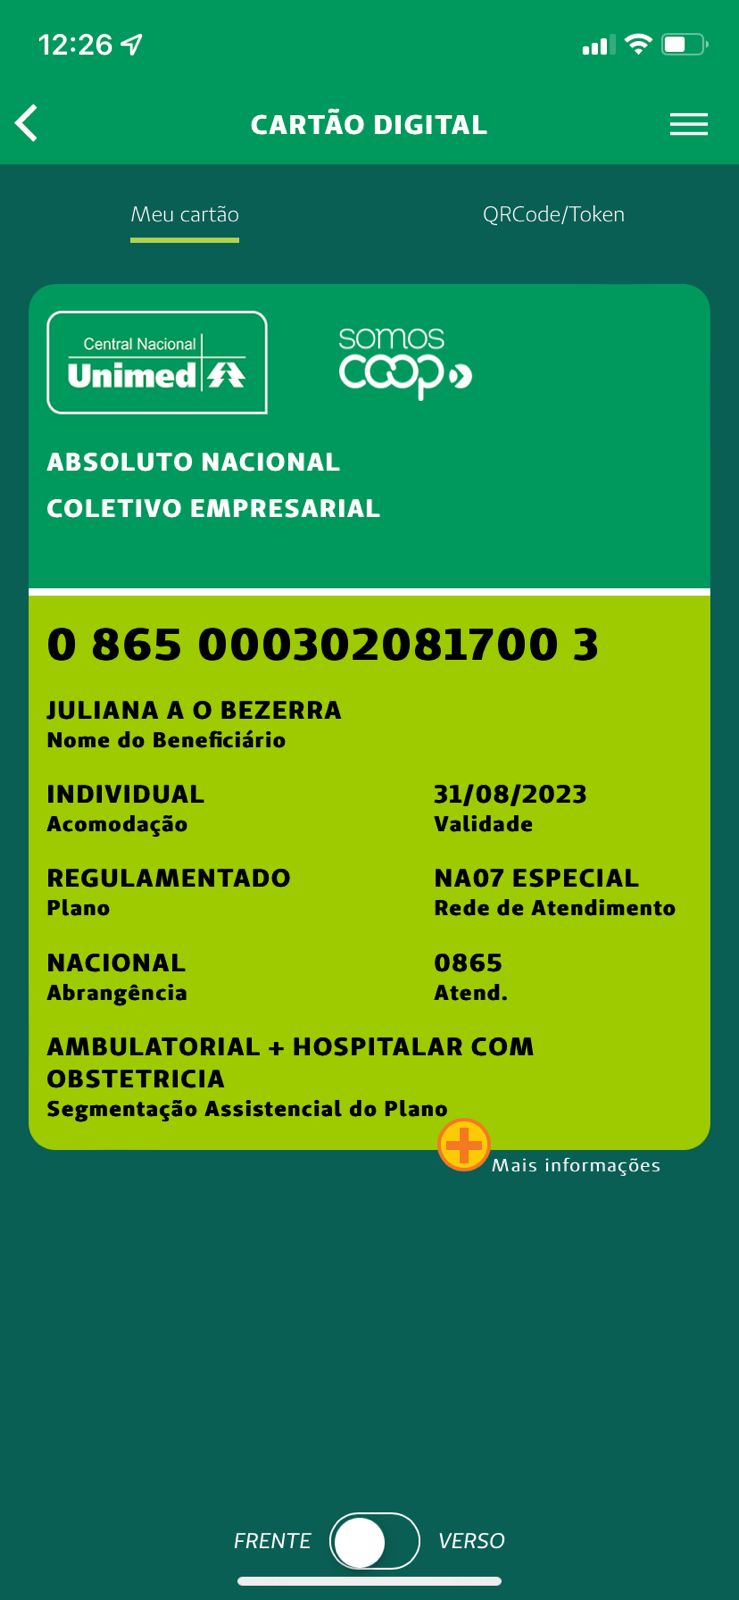 12:26
CARTÃO DIGITAL
Meu cartão
QRCode/Token
Central Nacional
Unimed
somos
coop
ABSOLUTO NACIONAL
COLETIVO EMPRESARIAL
0 865 000302081700 3
JULIANA A O BEZERRA
Nome do Beneficiário
INDIVIDUAL
Acomodação
31/08/2023
Validade
REGULAMENTADO
Plano
NA07 ESPECIAL
Rede de Atendimento
NACIONAL
Abrangência
0865
Atend.
AMBULATORIAL + HOSPITALAR COM
OBSTETRICIA
Segmentação Assistencial do Plano
Mais informações
FRENTE
VERSO